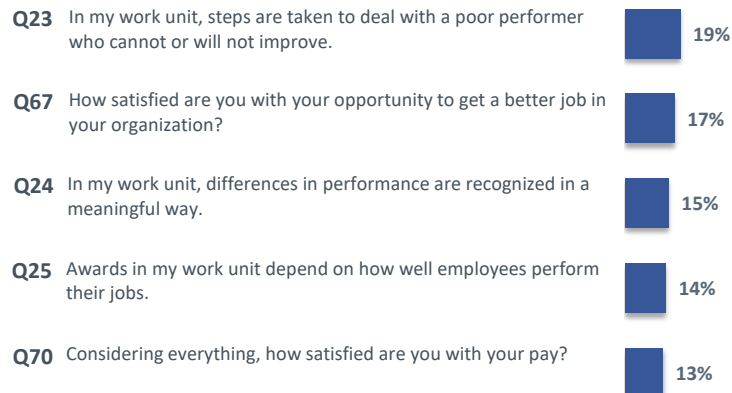 Q23 In my work unit, steps are taken to deal with a poor performer
who cannot or will not improve.
19%
Q67 How satisfied are you with your opportunity to get a better job in
your organization?
17%
Q24 In my work unit, differences in performance are recognized in a
meaningful way.
15%
Q25 Awards in my work unit depend on how well employees perform
their jobs.
14%
Q70 Considering everything, how satisfied are you with your pay?
13%